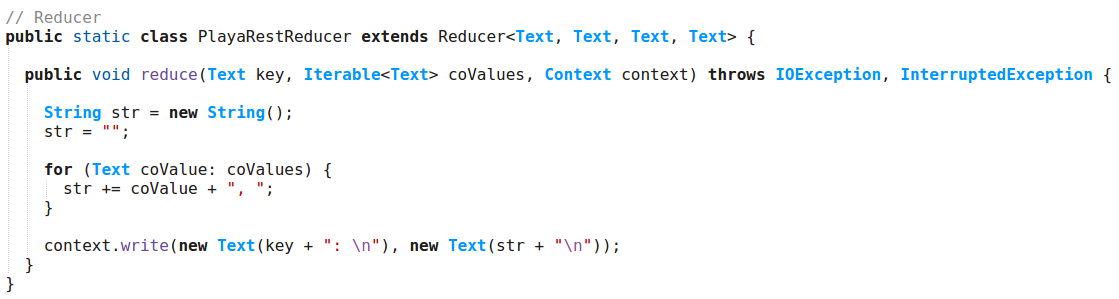 // Reducer
public static class PlayaRestReducer extends Reducer<Text, Text, Text, Text> {
public void reduce(Text key, Iterable<Text> coValues, Context context) throws IOException, InterruptedException {
String str = new String();
str = "";
for (Text coValue: coValues) {
str += coValue + ", ";
}
context.write(new Text(key + ": \n"), new Text(str + "\n"));
}
}